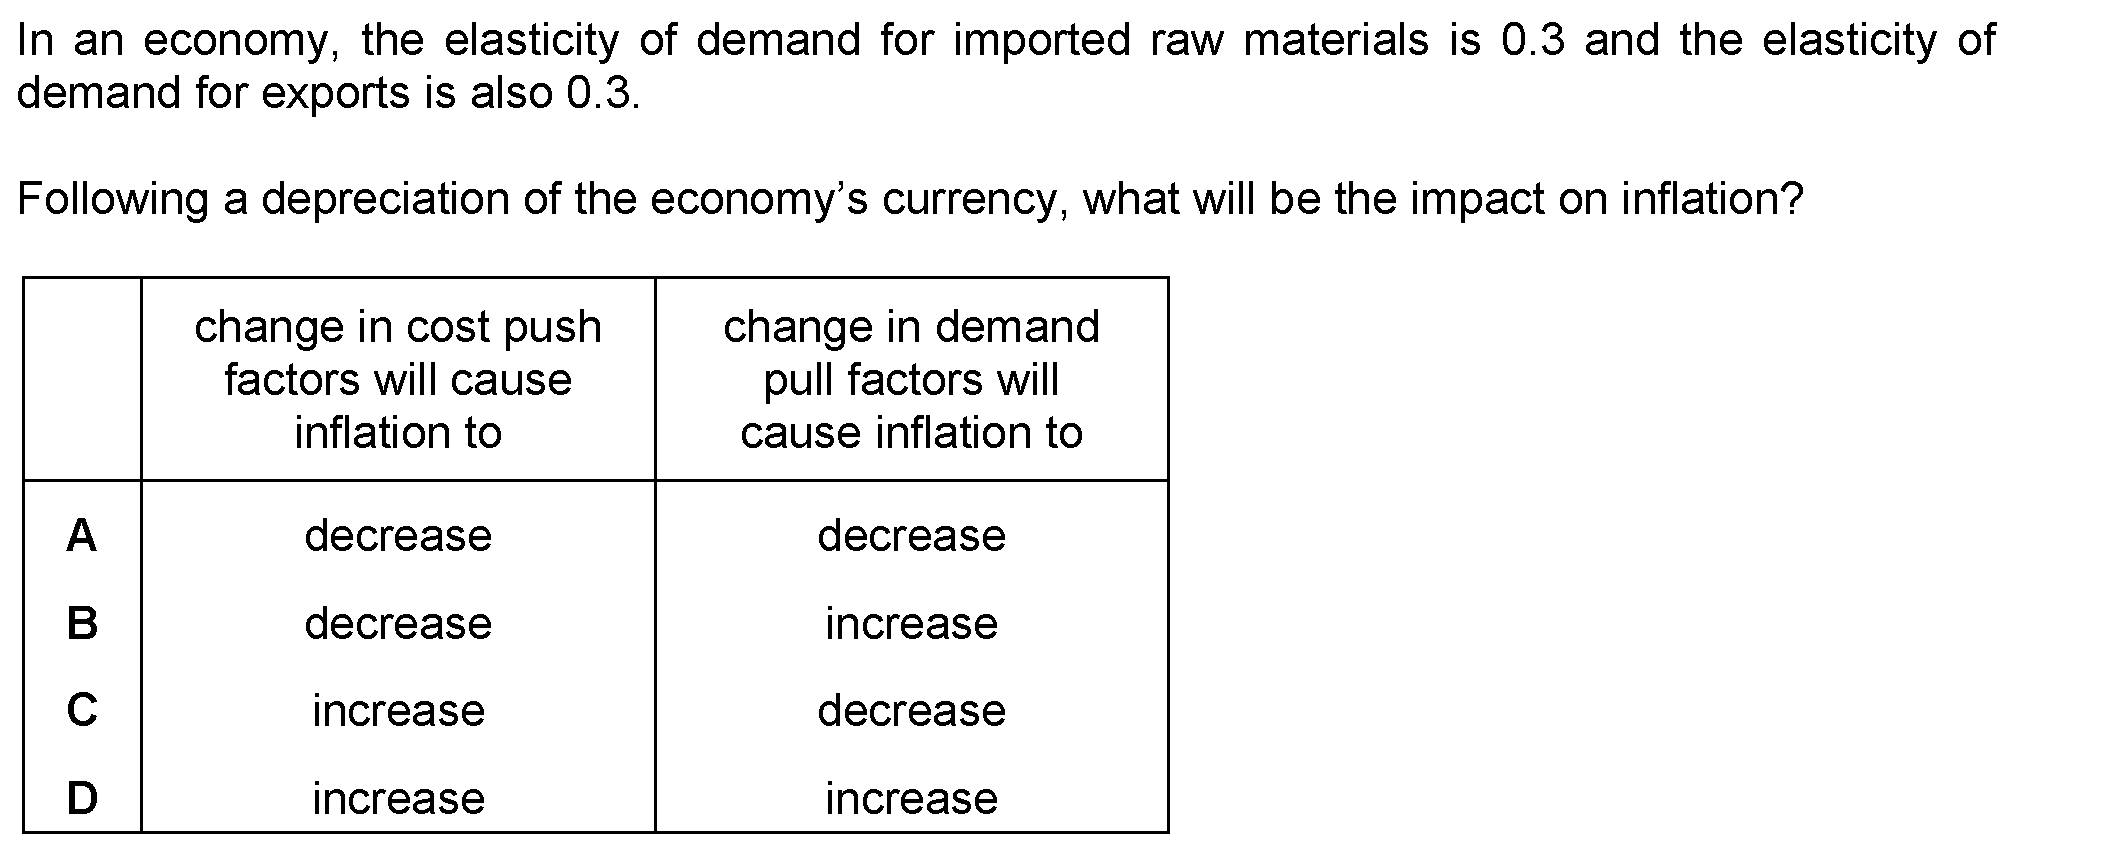 In an economy, the elasticity of demand for imported raw materials is 0.3 and the elasticity of
demand for exports is also 0.3.
Following a depreciation of the economy’s currency, what will be the impact on inflation?
change in cost push
factors will cause
inflation to
change in demand
pull factors will
cause inflation to
A decrease decrease
B decrease increase
C increase decrease
D increase increase